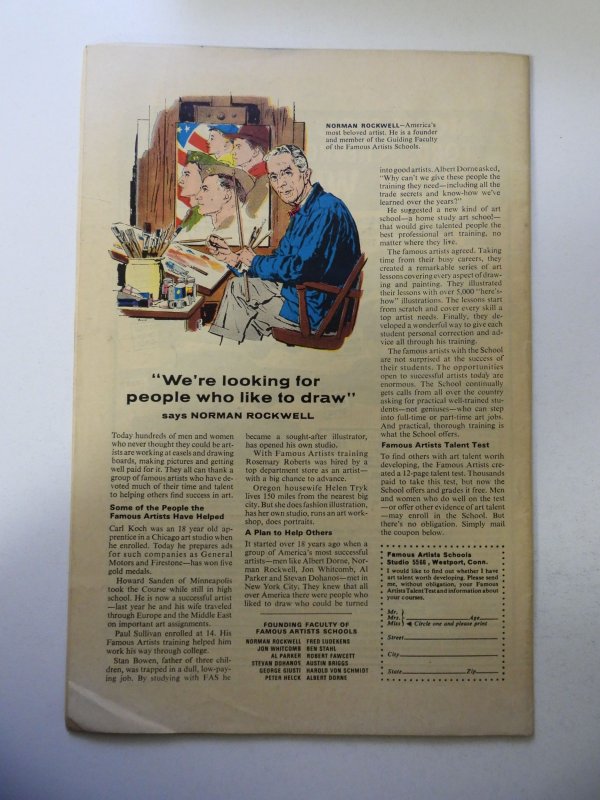 NORMAN ROCKWELL—America's
most beloved artist. He is a founder
and member of the Guiding Faculty
of the Famous Artists Schools.
"We're looking for
people who like to draw"
says NORMAN ROCKWELL
Today hundreds of men and women
who never thought they could be art-
ists are working at easels and drawing
boards, making pictures and getting
well paid for it. They all can thank a
group of famous artists who have de-
voted much of their time and talent
to helping others find success in art.
Some of the People the
Famous Artists Have Helped
Carl Koch was an 18 year old ap-
prentice in a Chicago art studio when
he enrolled. Today he prepares ads
for such companies as General
Motors and Firestone—has won five
gold medals.
Howard Sanden of Minneapolis
took the Course while still in high
school. He is now a successful artist
—last year he and his wife traveled
through Europe and the Middle East
on important art assignments.
Paul Sullivan enrolled at 14. His
Famous Artists training helped him
work his way through college.
Stan Bowen, father of three chil-
dren, was trapped in a dull, low-pay-
ing job. By studying with FAS he
became a sought-after illustrator,
has opened his own studio.
With Famous Artists training
Rosemary Roberts was hired by a
top department store as an artist—
with a big chance to advance.
Oregon housewife Helen Tryk
lives 150 miles from the nearest big
city. But she does fashion illustration,
has her own studio, runs an art work-
shop, does portraits.
A Plan to Help Others
It started over 18 years ago when a
group of America's most successful
artists—men like Albert Dorne, Nor-
man Rockwell, Jon Whitcomb, Al
Parker and Stevan Dohanos—met in
New York City. They knew that all
over America there were people who
liked to draw who could be turned
FOUNDING FACULTY OF
FAMOUS ARTISTS SCHOOLS
NORMAN ROCKWELL FRED LUDEKENS
JON WHITCOMB BEN STAHL
AL PARKER ROBERT FAWCETT
STEVAN DOHANOS AUSTIN BRIGGS
GEORGE GIUSTI HAROLD VON SCHMIDT
PETER HELCK ALBERT DORNE
into good artists. Albert Dorne asked,
"Why can't we give these people the
training they need—including all the
trade secrets and know-how we've
learned over the years?"
He suggested a new kind of art
school—a home study art school—
that would give talented people the
best professional art training, no
matter where they live.
The famous artists agreed. Taking
time from their busy careers, they
created a remarkable series of art
lessons covering every aspect of draw-
ing and painting. They illustrated
their lessons with over 5,000 "here's-
how" illustrations. The lessons start
from scratch and cover every skill a
top artist needs. Finally, they de-
veloped a wonderful way to give each
student personal correction and ad-
vice all through his training.
The famous artists with the School
are not surprised at the success of
their students. The opportunities
open to successful artists today are
enormous. The School continually
gets calls from all over the country
asking for practical well-trained stu-
dents—not geniuses—who can step
into full-time or part-time art jobs.
And practical, thorough training is
what the School offers.
Famous Artists Talent Test
To find others with art talent worth
developing, the Famous Artists cre-
ated a 12-page talent test. Thousands
paid to take this test, but now the
School offers and grades it free. Men
and women who do well on the test
—or offer other evidence of art talent
—may enroll in the School. But
there's no obligation. Simply mail
the coupon below.
Famous Artists Schools
Studio 5566, Westport, Conn.
I would like to find out whether I have
art talent worth developing. Please send
me, without obligation, your Famous
Artists Talent Test and information about
your courses.
Mr.
Mrs. Age
Miss Circle one and please print
Street
City
State Zip